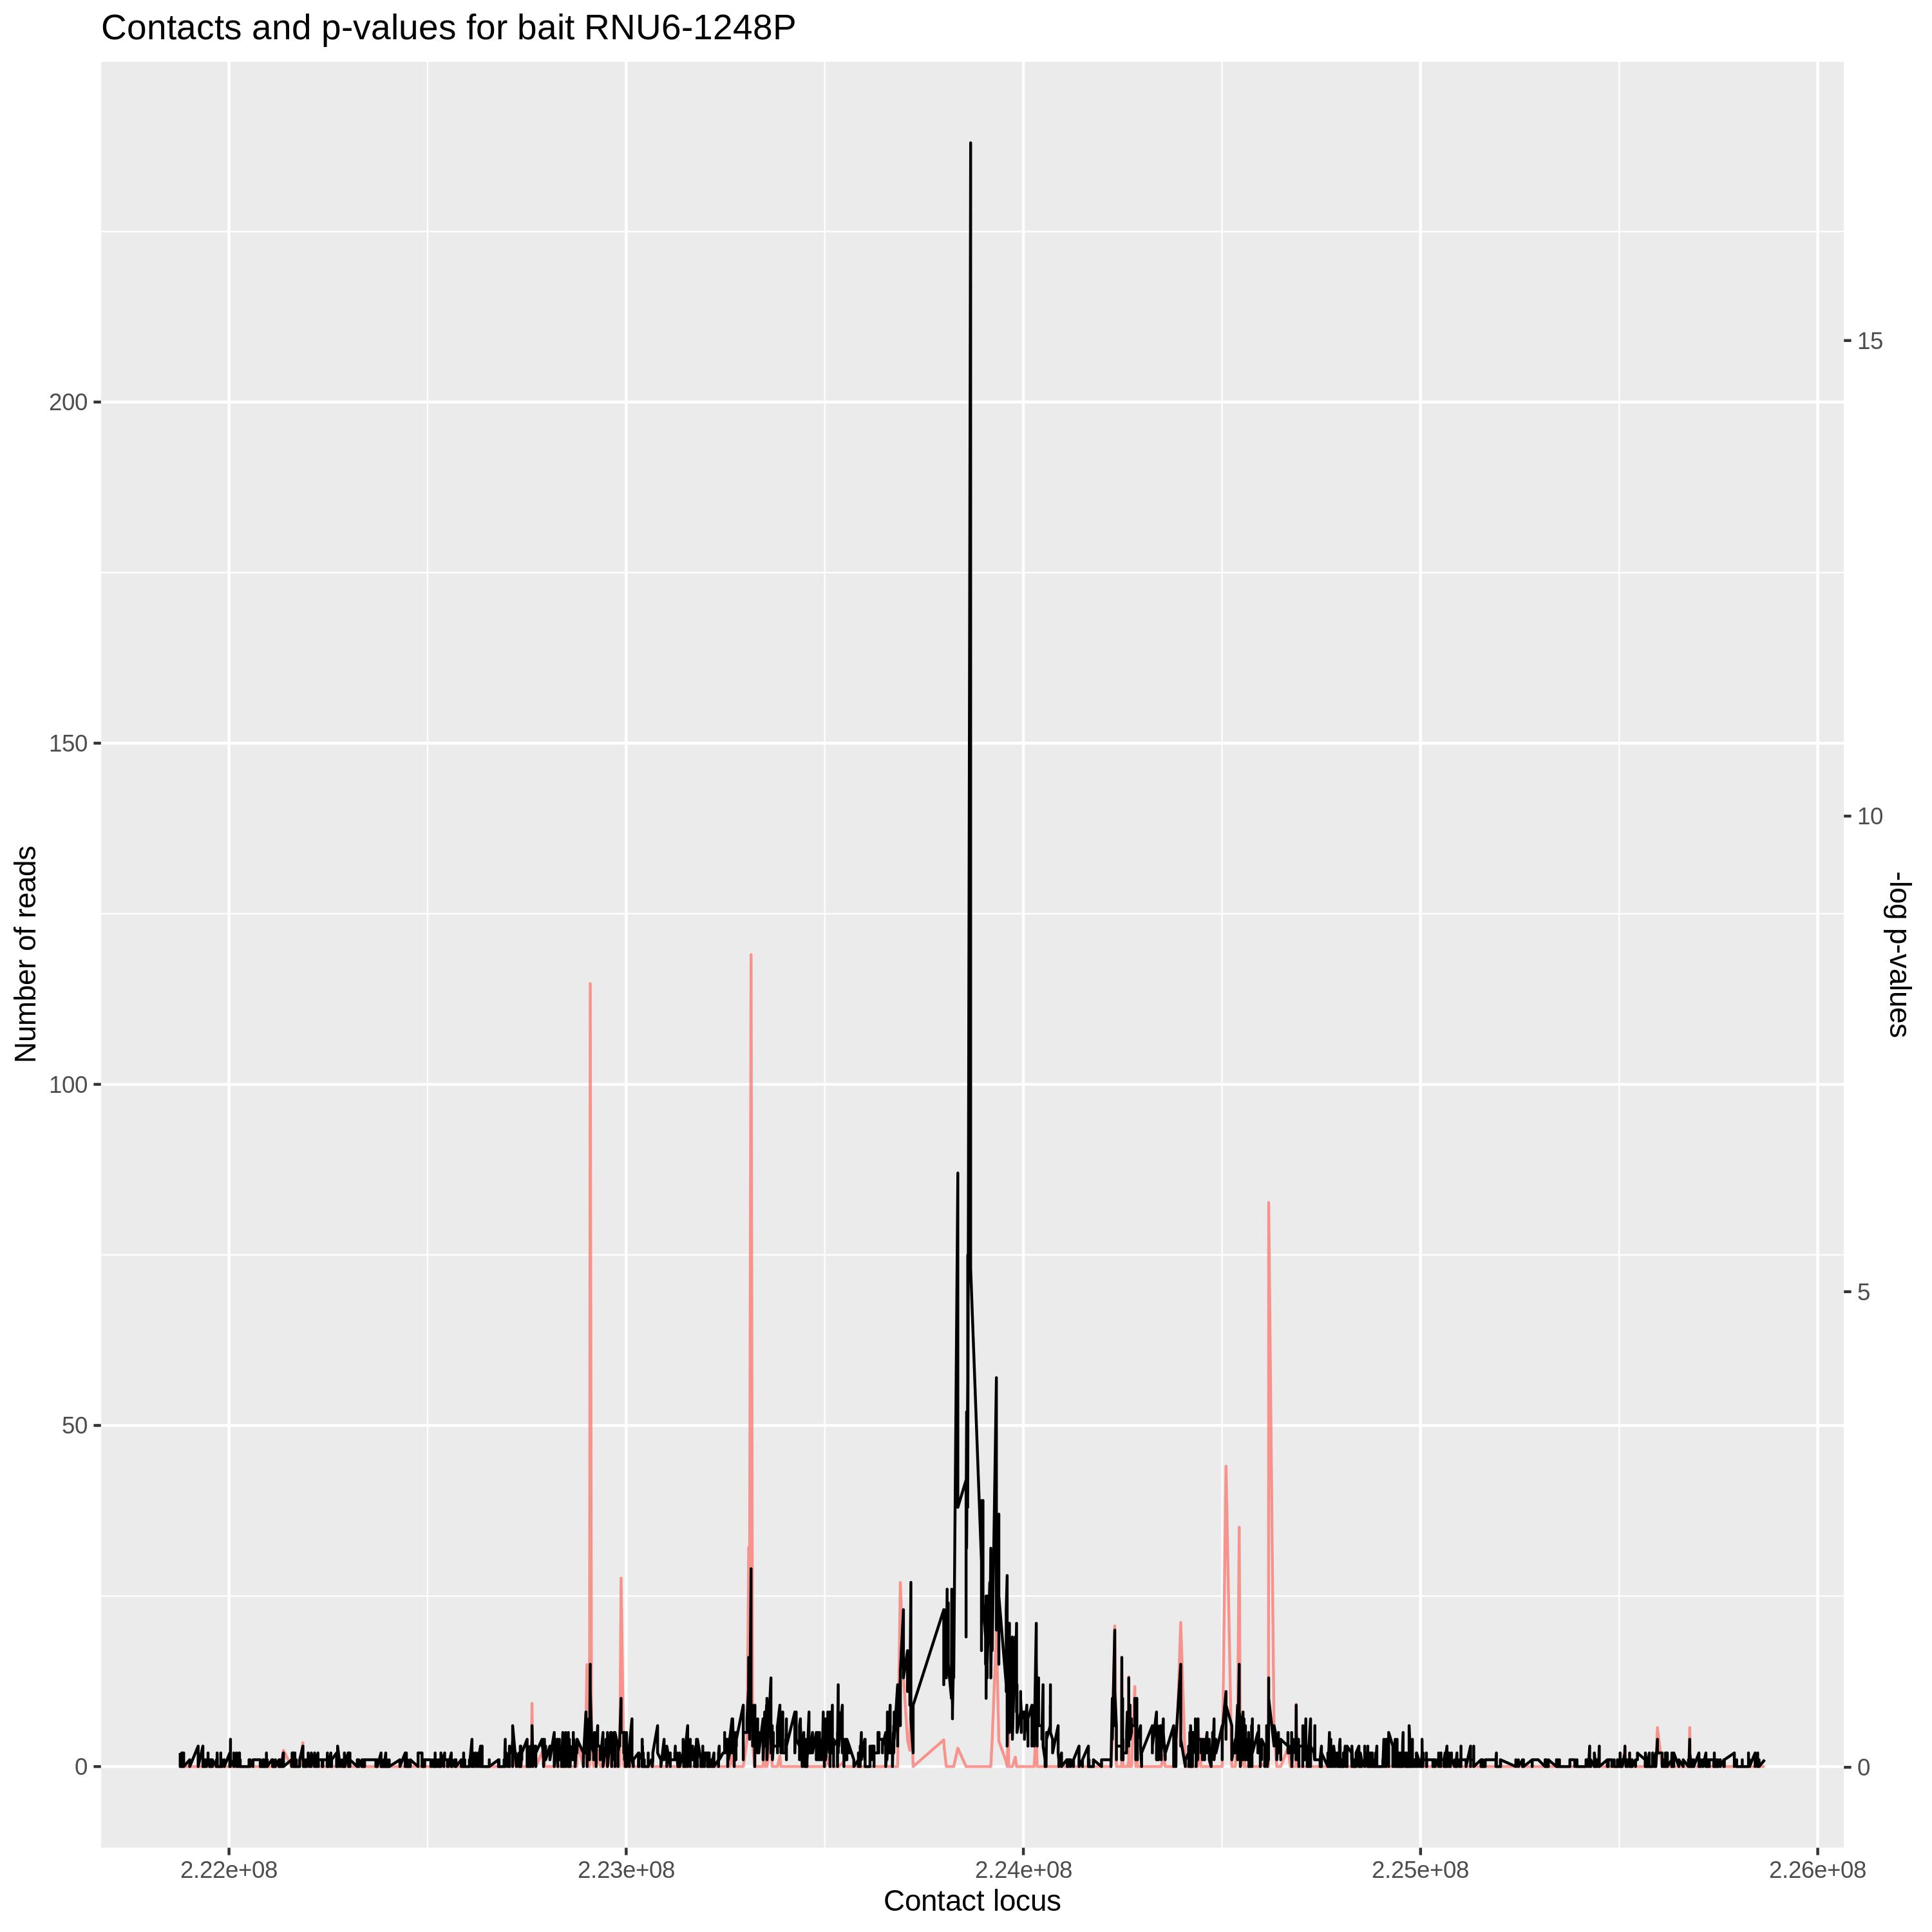 Contacts and p-values for bait RNU6-1248P
200
150
100
50
0
15
10
5
0
Number of reads
-log p-values
2.22e+08
2.23e+08
2.24e+08
2.25e+08
2.26e+08
Contact locus